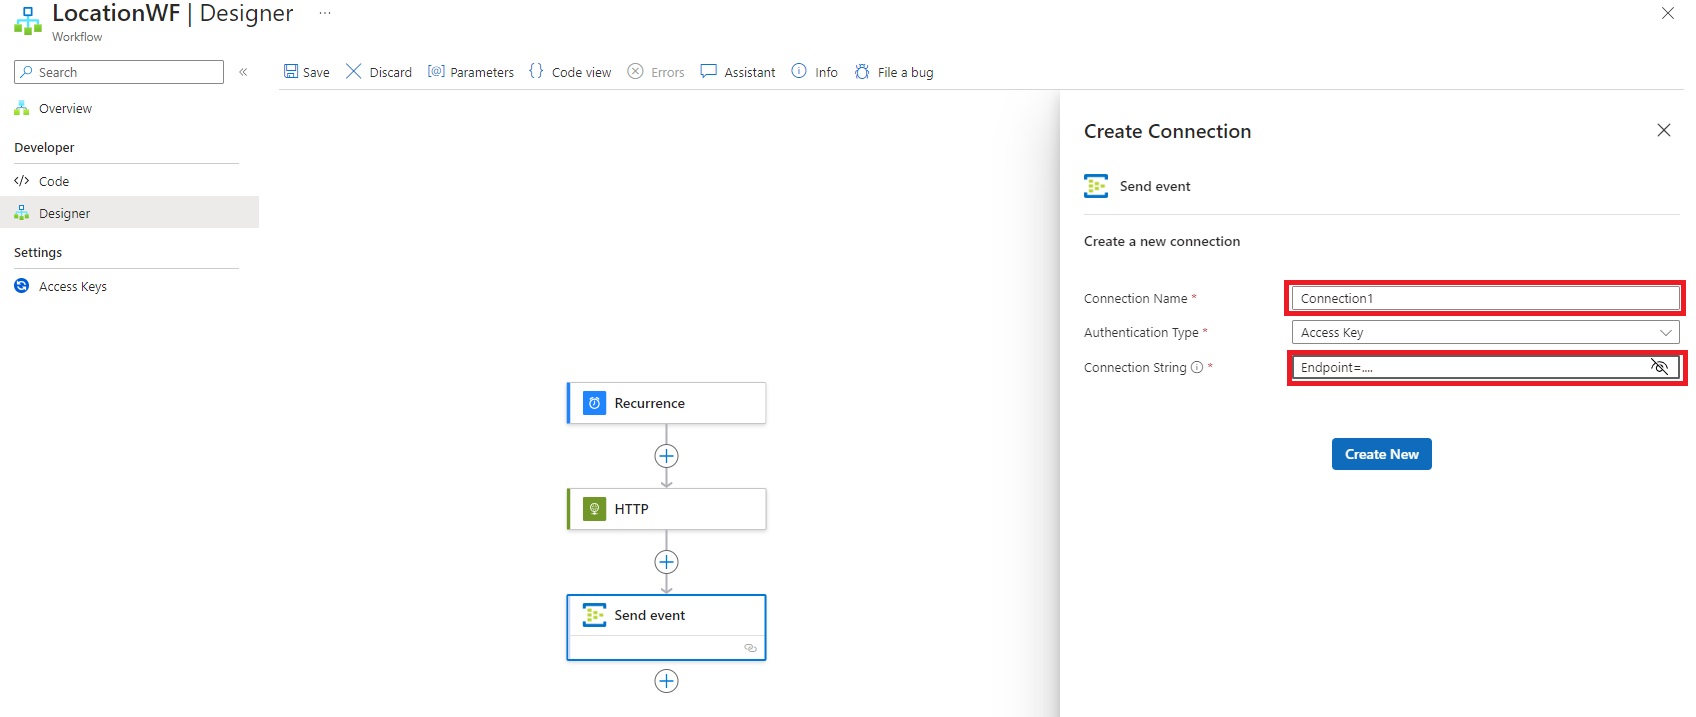 LocationWF | Designer ...
Workflow
Search «
Save Discard [@] Parameters {} Code view Errors Assistant Info File a bug
Overview
Developer
</> Code
Designer
Settings
Access Keys
Recurrence
HTTP
Send event
Create Connection
Send event
Create a new connection
Connection Name * Connection1
Authentication Type * Access Key
Connection String * Endpoint=....
Create New